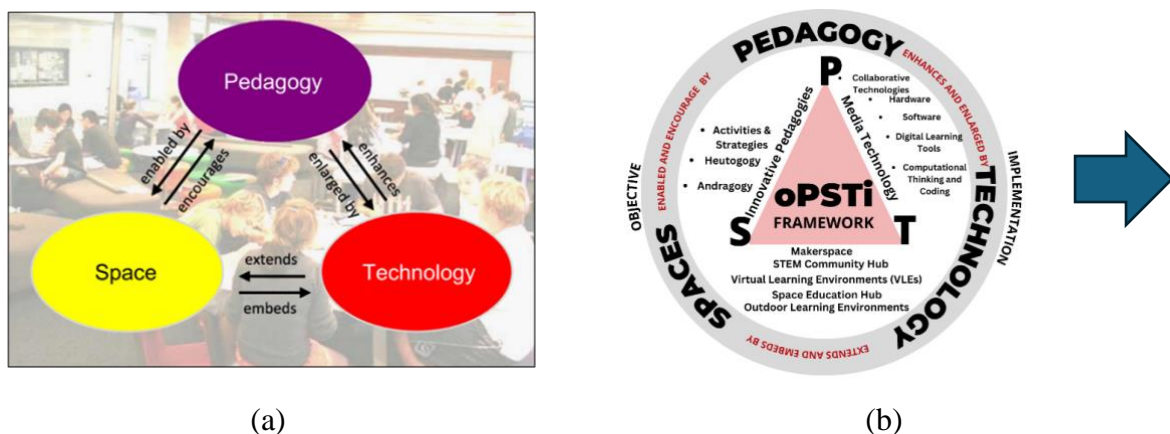 Pedagogy
enabled by
encourages
enhances
enlarged by
Space
extends
embeds
Technology
(a)
PEDAGOGY
ENABLED AND ENCOURAGE BY
ENHANCES AND ENLARGED BY
OBJECTIVE
IMPLEMENTATION
SPACES
TECHNOLOGY
EXTENDS AND EMBEDS BY
P
Innovative Pedagogies
Media Technology
• Activities &
Strategies
• Heutogogy
• Andragogy
• Collaborative
Technologies
• Hardware
• Software
• Digital Learning
Tools
• Computational
Thinking and
Coding
oPSTi
FRAMEWORK
S
T
Makerspace
STEM Community Hub
Virtual Learning Environments (VLEs)
Space Education Hub
Outdoor Learning Environments
(b)